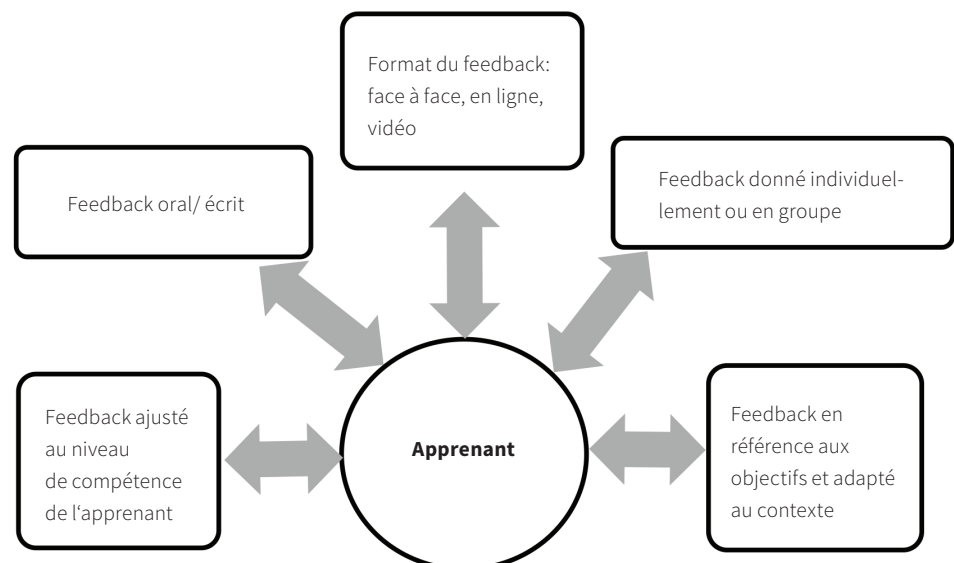 Format du feedback:
face à face, en ligne,
vidéo
Feedback oral/ écrit
Feedback donné individuel-
lement ou en groupe
Feedback ajusté
au niveau
de compétence
de l‘apprenant
Apprenant
Feedback en
référence aux
objectifs et adapté
au contexte